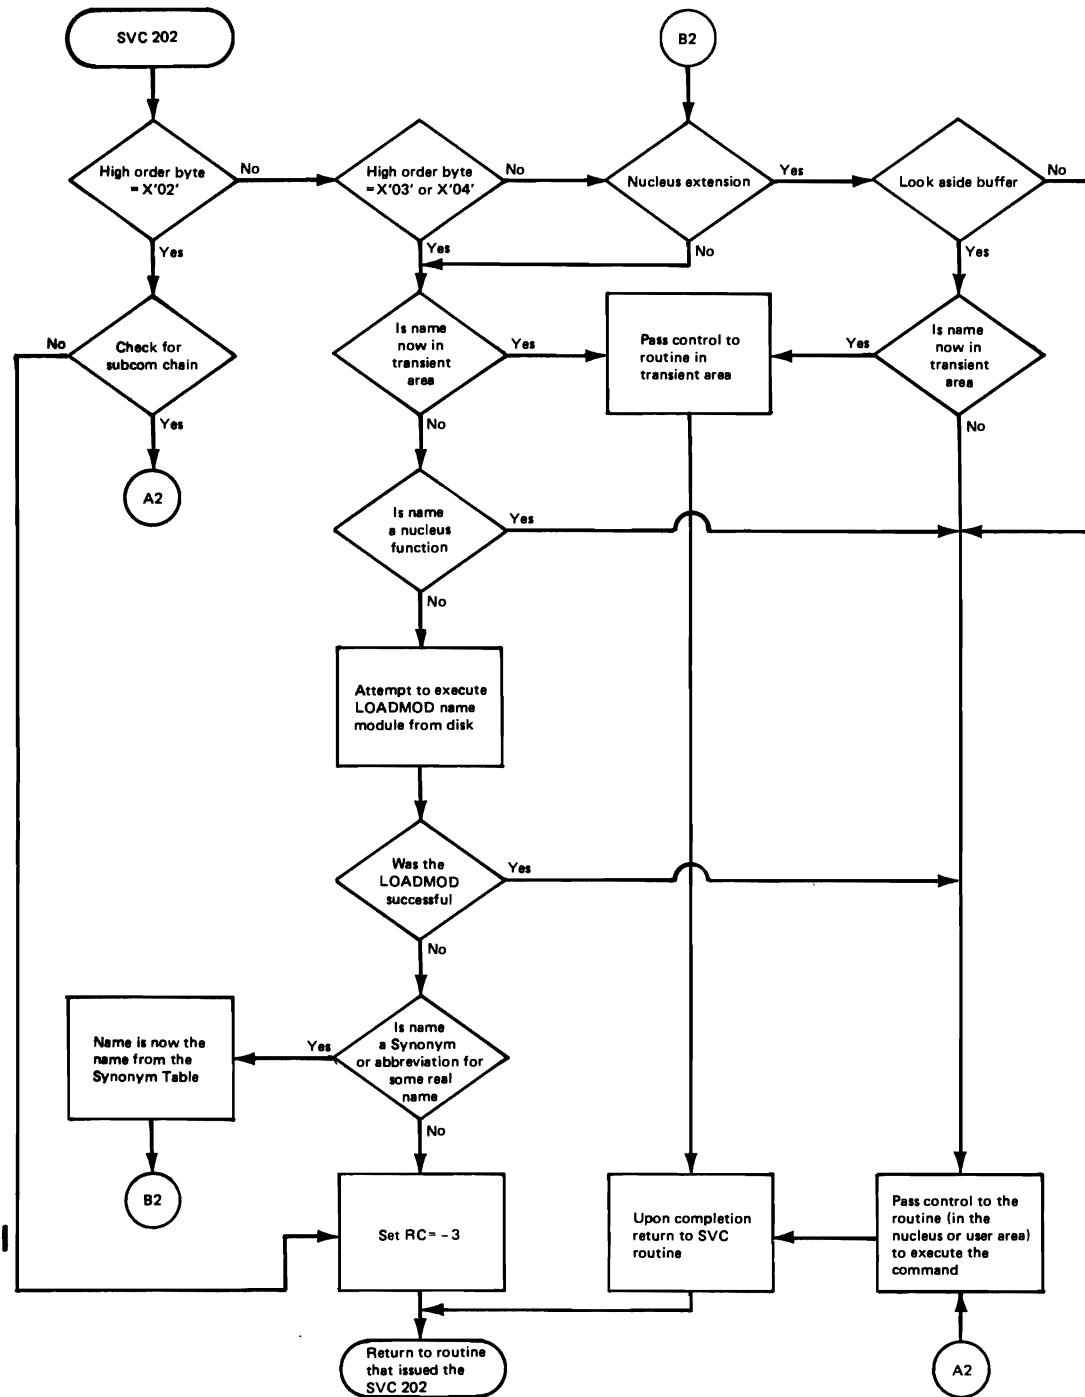 SVC 202
B2
High order byte
= X'02'
No
High order byte
= X'03' or X'04'
No
Nucleus extension
Yes
Look aside buffer
No
Yes
Yes
No
Yes
No
Check for
subcom chain
Is name
now in
transient
area
Yes
Pass control to
routine in
transient area
Yes
Is name
now in
transient
area
Yes
No
No
A2
Is name
a nucleus
function
Yes
No
Attempt to execute
LOADMOD name
module from disk
Was the
LOADMOD
successful
Yes
No
Name is now the
name from the
Synonym Table
Yes
Is name
a Synonym
or abbreviation for
some real
name
No
B2
Set RC= -3
Upon completion
return to SVC
routine
Pass control to the
routine (in the
nucleus or user area)
to execute the
command
Return to routine
that issued the
SVC 202
A2